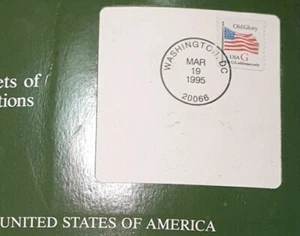 ets of
tions
Old Glory
USA G
WASHINGTON, DC
MAR
19
1995
20066
UNITED STATES OF AMERICA